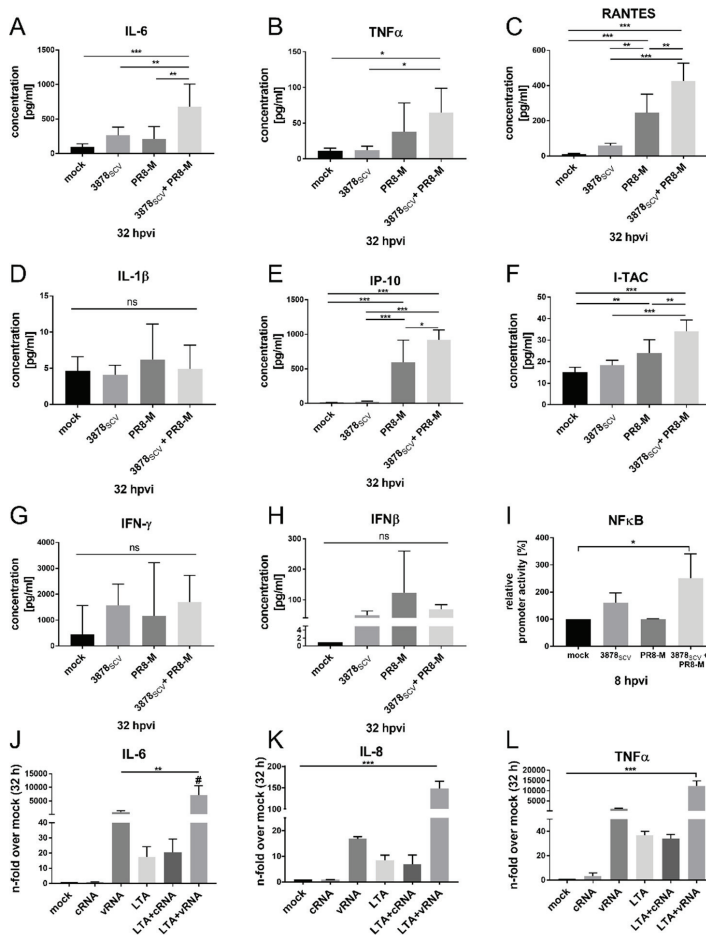 A
IL-6
***
**
**
concentration
[pg/ml]
1500
1000
500
0
mock
3878SCV
PR8-M
3878SCV+ PR8-M
32 hpvi
B
TNFα
*
*
concentration
[pg/ml]
150
100
50
0
mock
3878SCV
PR8-M
3878SCV+ PR8-M
32 hpvi
C
RANTES
***
***
** **
***
concentration
[pg/ml]
600
400
200
0
mock
3878SCV
PR8-M
3878SCV+ PR8-M
32 hpvi
D
IL-1β
ns
concentration
[pg/ml]
15
10
5
0
mock
3878SCV
PR8-M
3878SCV+ PR8-M
32 hpvi
E
IP-10
***
***
***
***
*
concentration
[pg/ml]
1500
1000
500
0
mock
3878SCV
PR8-M
3878SCV+ PR8-M
32 hpvi
F
I-TAC
***
** **
***
concentration
[pg/ml]
50
40
30
20
10
0
mock
3878SCV
PR8-M
3878SCV+ PR8-M
32 hpvi
G
IFN-γ
ns
concentration
[pg/ml]
4000
3000
2000
1000
0
mock
3878SCV
PR8-M
3878SCV+ PR8-M
32 hpvi
H
IFNβ
ns
concentration
[pg/ml]
300
200
100
4
2
0
mock
3878SCV
PR8-M
3878SCV+ PR8-M
32 hpvi
I
NFκB
*
relative
promoter activity [%]
400
300
200
100
0
mock
3878SCV
PR8-M
3878SCV +
PR8-M
8 hpvi
J
IL-6
**
#
n-fold over mock (32 h)
15000
10000
5000
40
30
20
10
0
mock
cRNA
vRNA
LTA
LTA+cRNA
LTA+vRNA
K
IL-8
***
n-fold over mock (32 h)
200
150
100
50
40
30
20
10
0
mock
cRNA
vRNA
LTA
LTA+cRNA
LTA+vRNA
L
TNFα
***
n-fold over mock (32 h)
20000
15000
10000
5000
60
40
20
0
mock
cRNA
vRNA
LTA
LTA+cRNA
LTA+vRNA